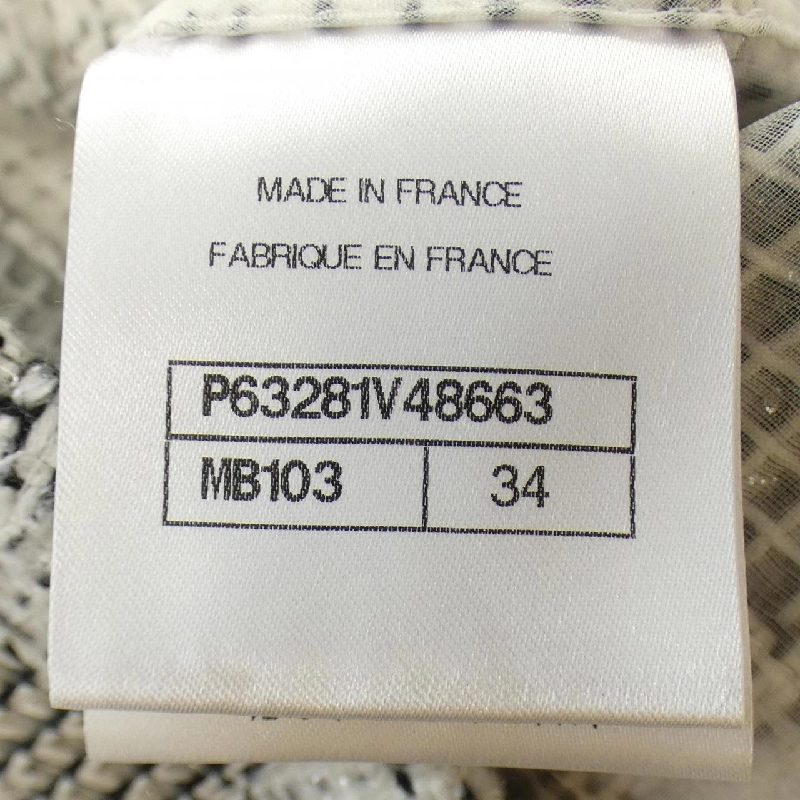 MADE IN FRANCE
FABRIQUE EN FRANCE
P63281V48663
MB103 34